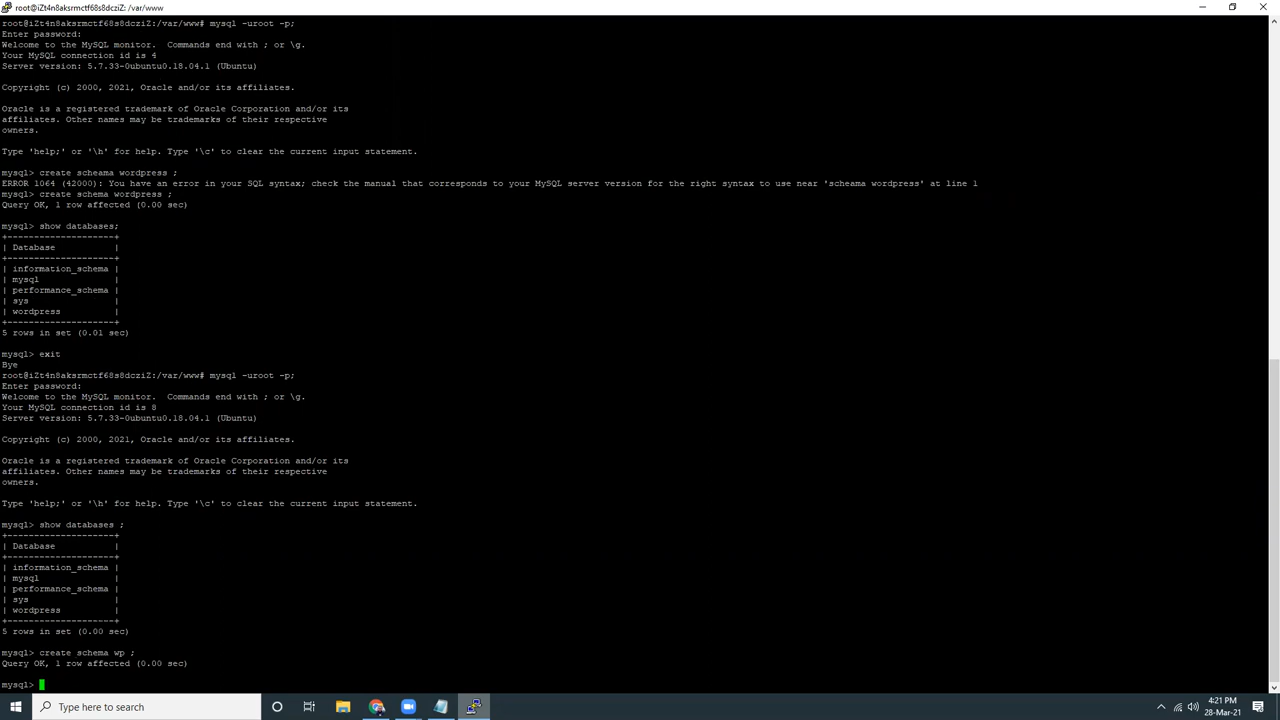 root@iZt4n8aksrmctf68s8dcziZ: /var/www
root@iZt4n8aksrmctf68s8dcziZ:/var/www# mysql -uroot -p;
Enter password:
Welcome to the MySQL monitor.  Commands end with ; or \g.
Your MySQL connection id is 4
Server version: 5.7.33-0ubuntu0.18.04.1 (Ubuntu)
Copyright (c) 2000, 2021, Oracle and/or its affiliates.
Oracle is a registered trademark of Oracle Corporation and/or its
affiliates. Other names may be trademarks of their respective
owners.
Type 'help;' or '\h' for help. Type '\c' to clear the current input statement.
mysql> create scheama wordpress ;
ERROR 1064 (42000): You have an error in your SQL syntax; check the manual that corresponds to your MySQL server version for the right syntax to use near 'scheama wordpress' at line 1
mysql> create schema wordpress ;
Query OK, 1 row affected (0.00 sec)
mysql> show databases;
+--------------------+
| Database           |
+--------------------+
| information_schema |
| mysql              |
| performance_schema |
| sys                |
| wordpress          |
+--------------------+
5 rows in set (0.01 sec)
mysql> exit
Bye
root@iZt4n8aksrmctf68s8dcziZ:/var/www# mysql -uroot -p;
Enter password:
Welcome to the MySQL monitor.  Commands end with ; or \g.
Your MySQL connection id is 8
Server version: 5.7.33-0ubuntu0.18.04.1 (Ubuntu)
Copyright (c) 2000, 2021, Oracle and/or its affiliates.
Oracle is a registered trademark of Oracle Corporation and/or its
affiliates. Other names may be trademarks of their respective
owners.
Type 'help;' or '\h' for help. Type '\c' to clear the current input statement.
mysql> show databases ;
+--------------------+
| Database           |
+--------------------+
| information_schema |
| mysql              |
| performance_schema |
| sys                |
| wordpress          |
+--------------------+
5 rows in set (0.00 sec)
mysql> create schema wp ;
Query OK, 1 row affected (0.00 sec)
mysql>
Type here to search
4:21 PM
28-Mar-21